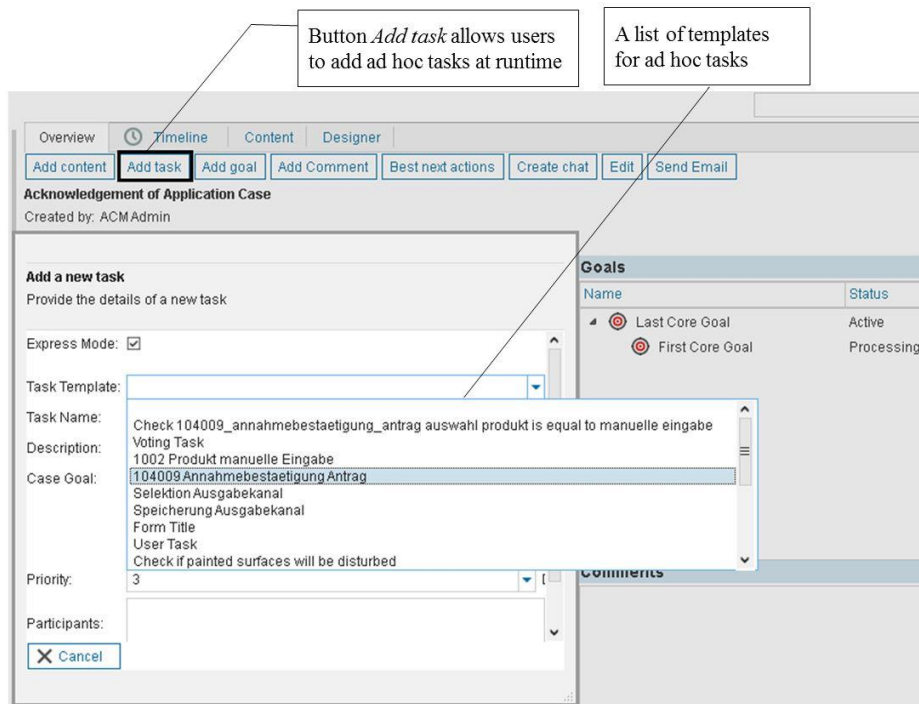 Button Add task allows users
to add ad hoc tasks at runtime
A list of templates
for ad hoc tasks
Overview
Timeline
Content
Designer
Add content
Add task
Add goal
Add Comment
Best next actions
Create chat
Edit
Send Email
Acknowledgement of Application Case
Created by: ACM Admin
Add a new task
Provide the details of a new task
Express Mode:
Task Template:
Task Name:
Description:
Case Goal:
Check 104009_annahmebestaetigung_antrag auswahl produkt is equal to manuelle eingabe
Voting Task
1002 Produkt manuelle Eingabe
104009 Annahmebestaetigung Antrag
Selektion Ausgabekanal
Speicherung Ausgabekanal
Form Title
User Task
Check if painted surfaces will be disturbed
Priority:
3
Participants:
Cancel
Goals
Name
Status
Last Core Goal
Active
First Core Goal
Processing
Comments